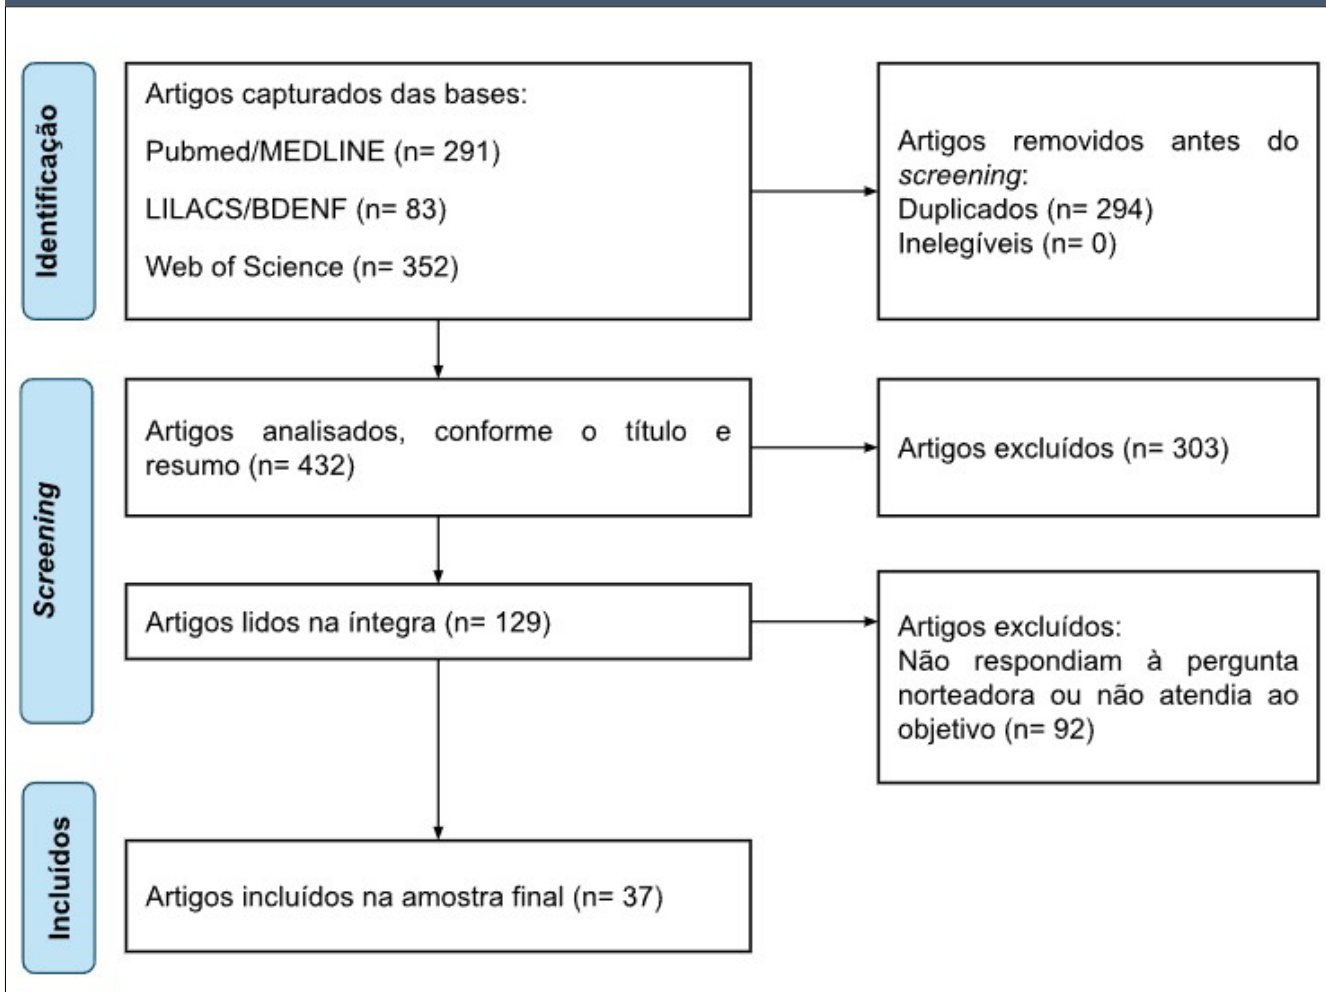 Identificação
Artigos capturados das bases:
Pubmed/MEDLINE (n= 291)
LILACS/BDENF (n= 83)
Web of Science (n= 352)
Artigos removidos antes do
screening:
Duplicados (n= 294)
Inelegíveis (n= 0)
Screening
Artigos analisados, conforme o título e
resumo (n= 432)
Artigos excluídos (n= 303)
Artigos lidos na íntegra (n= 129)
Artigos excluídos:
Não respondiam à pergunta
norteadora ou não atendia ao
objetivo (n= 92)
Incluídos
Artigos incluídos na amostra final (n= 37)